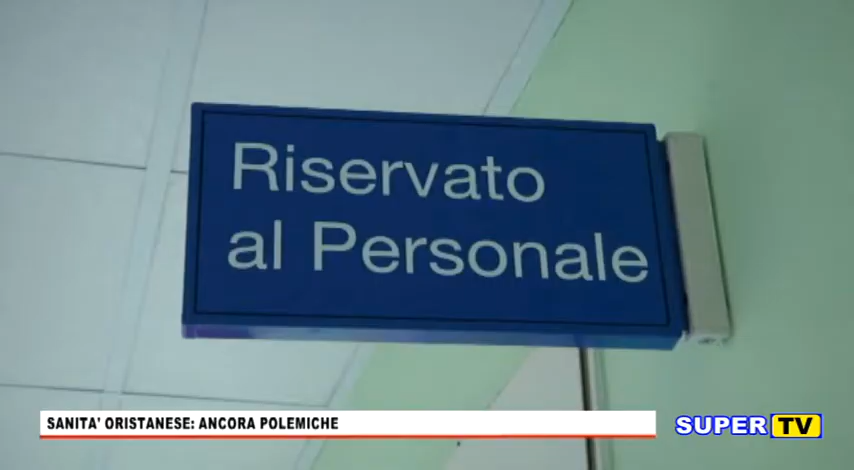 Riservato
al Personale
SANITA' ORISTANESE: ANCORA POLEMICHE
SUPER TV